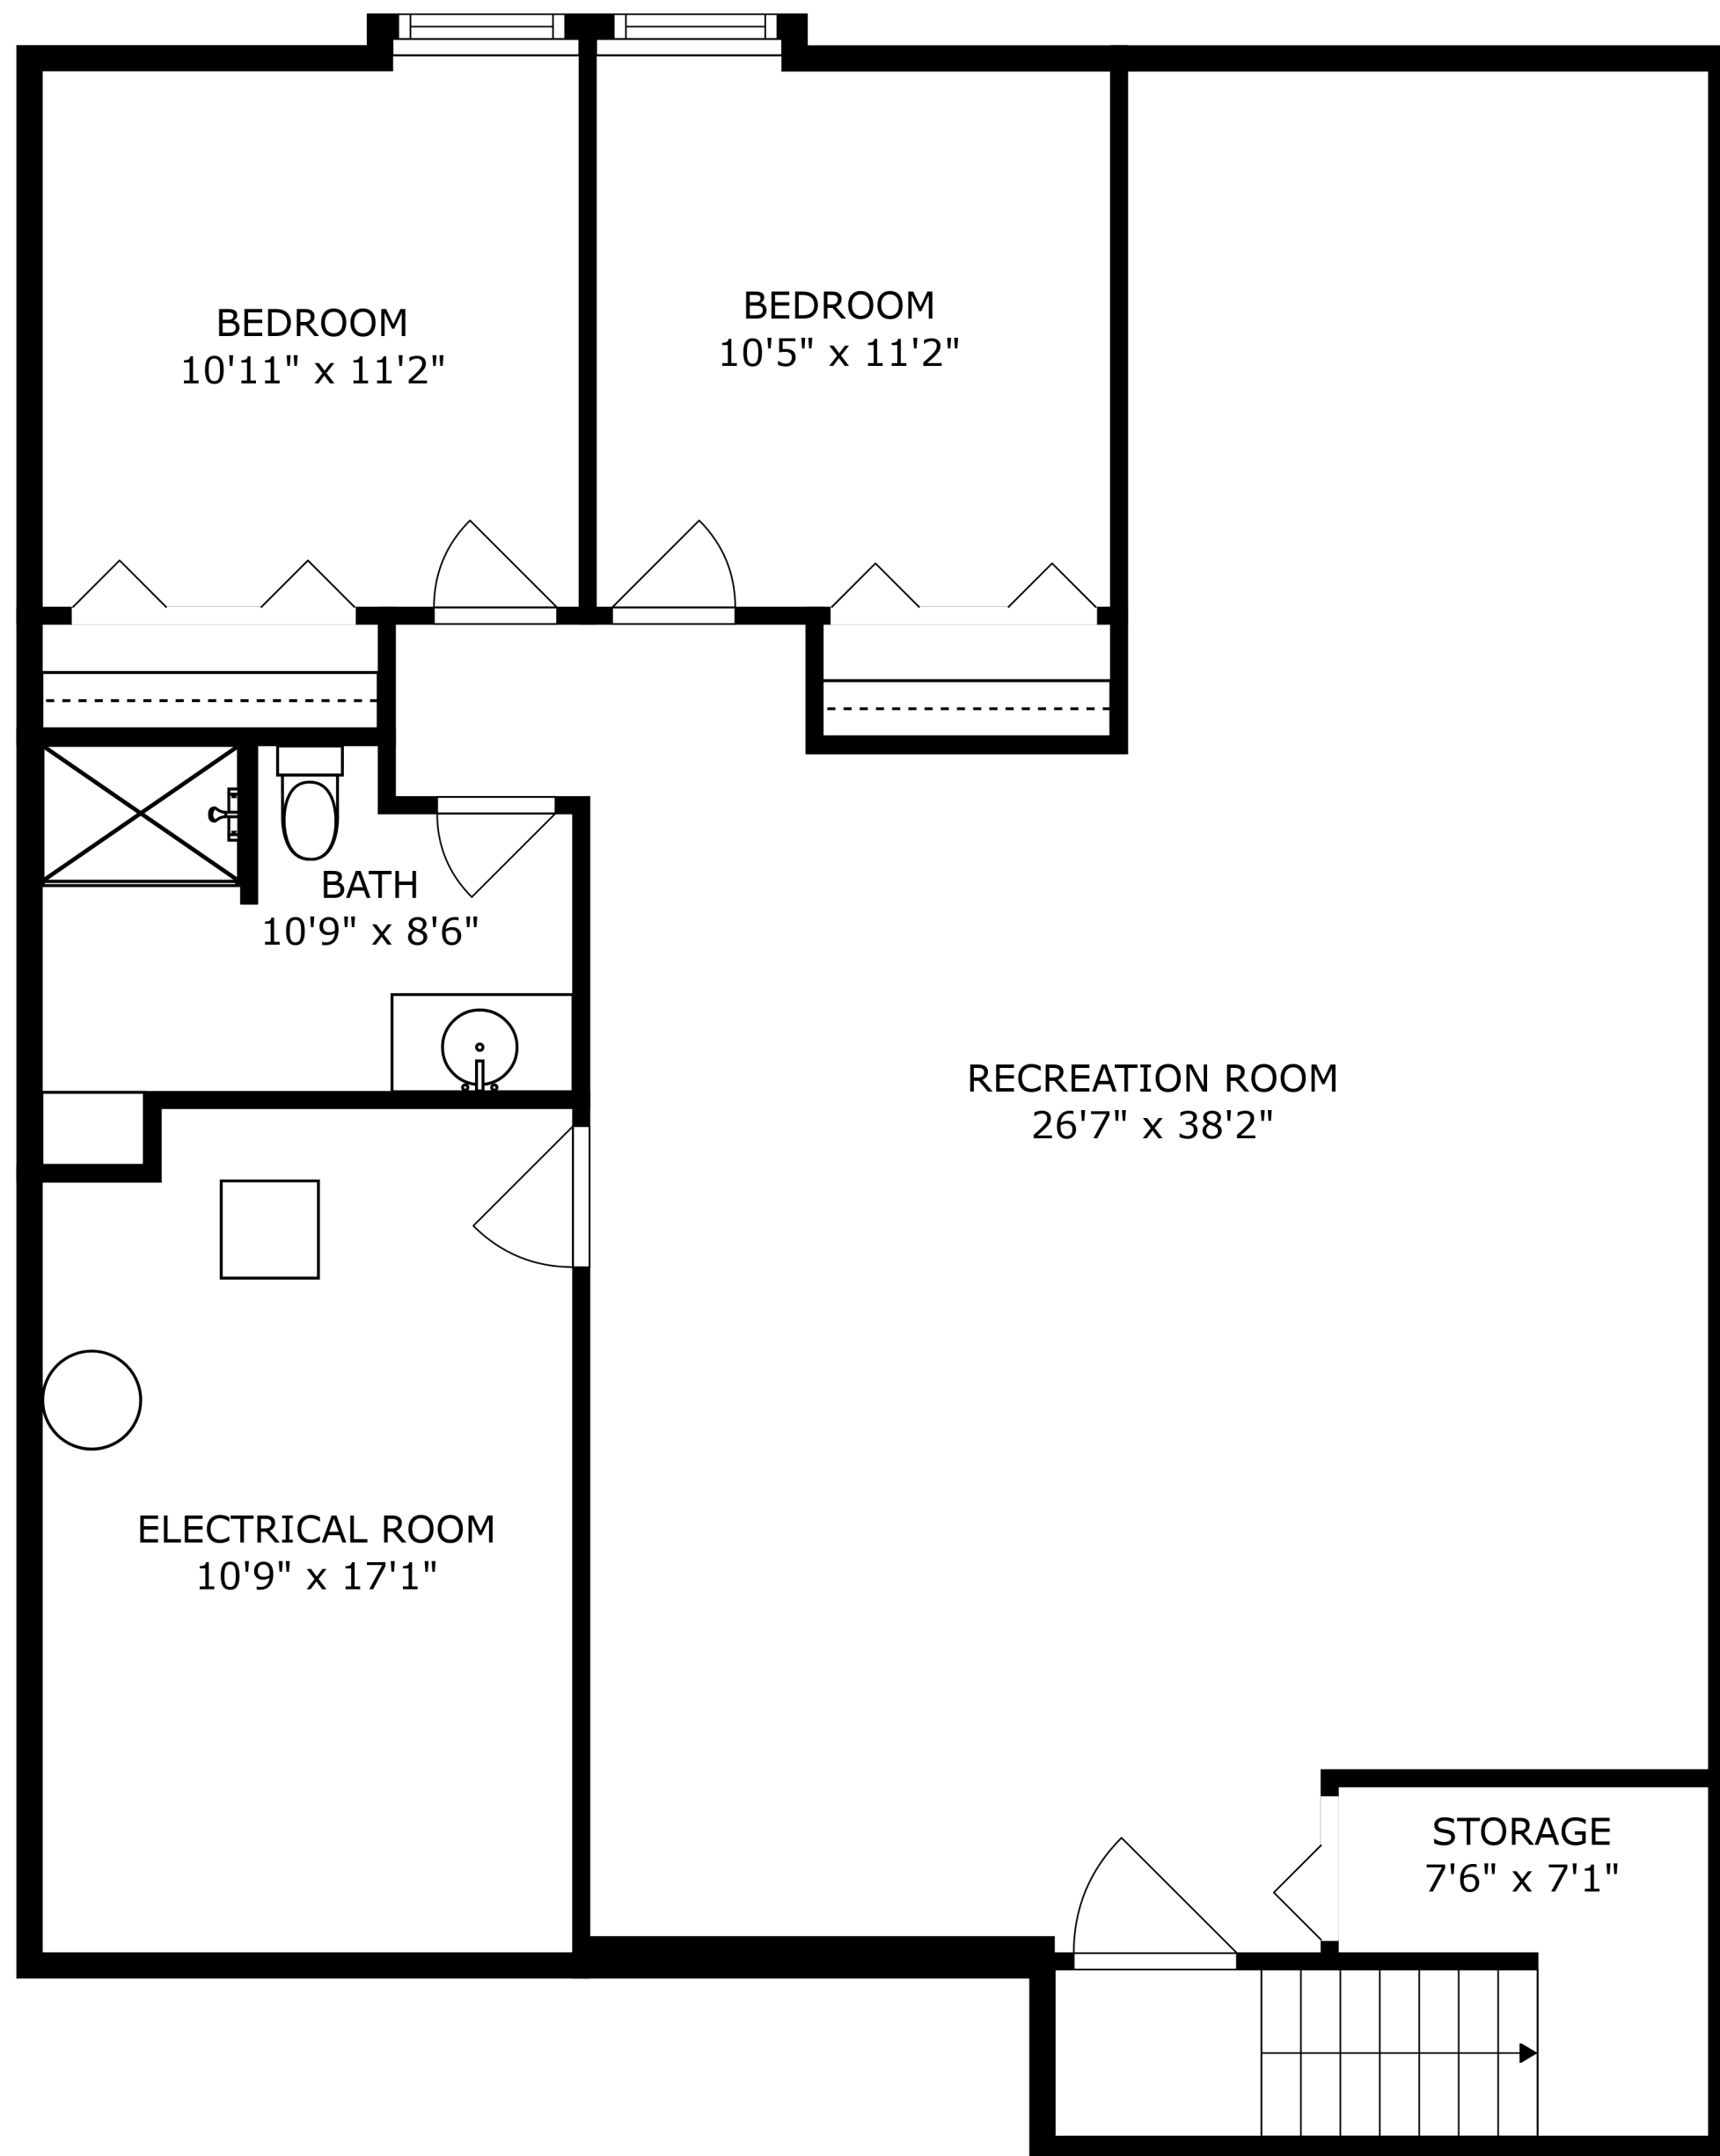 BEDROOM
10'11" x 11'2"
BEDROOM
10'5" x 11'2"
BATH
10'9" x 8'6"
RECREATION ROOM
26'7" x 38'2"
ELECTRICAL ROOM
10'9" x 17'1"
STORAGE
7'6" x 7'1"